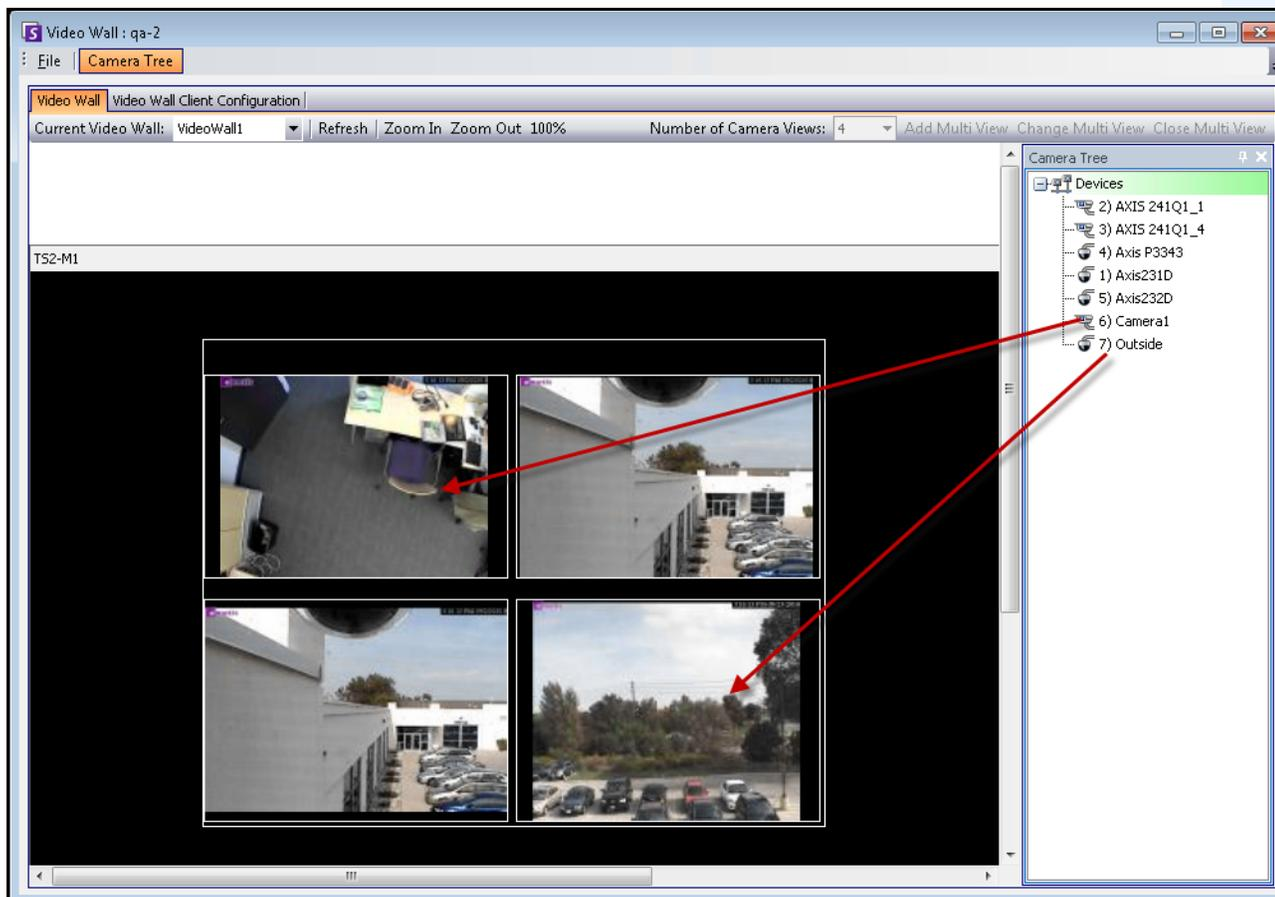 Video Wall : qa-2
File Camera Tree
Video Wall Video Wall Client Configuration
Current Video Wall: VideoWall1 Refresh Zoom In Zoom Out 100% Number of Camera Views: 4 Add Multi View Change Multi View Close Multi View
Camera Tree
Devices
2) AXIS 241Q1_1
3) AXIS 241Q1_4
4) Axis P3343
1) Axis231D
5) Axis232D
6) Camera1
7) Outside
TS2-M1